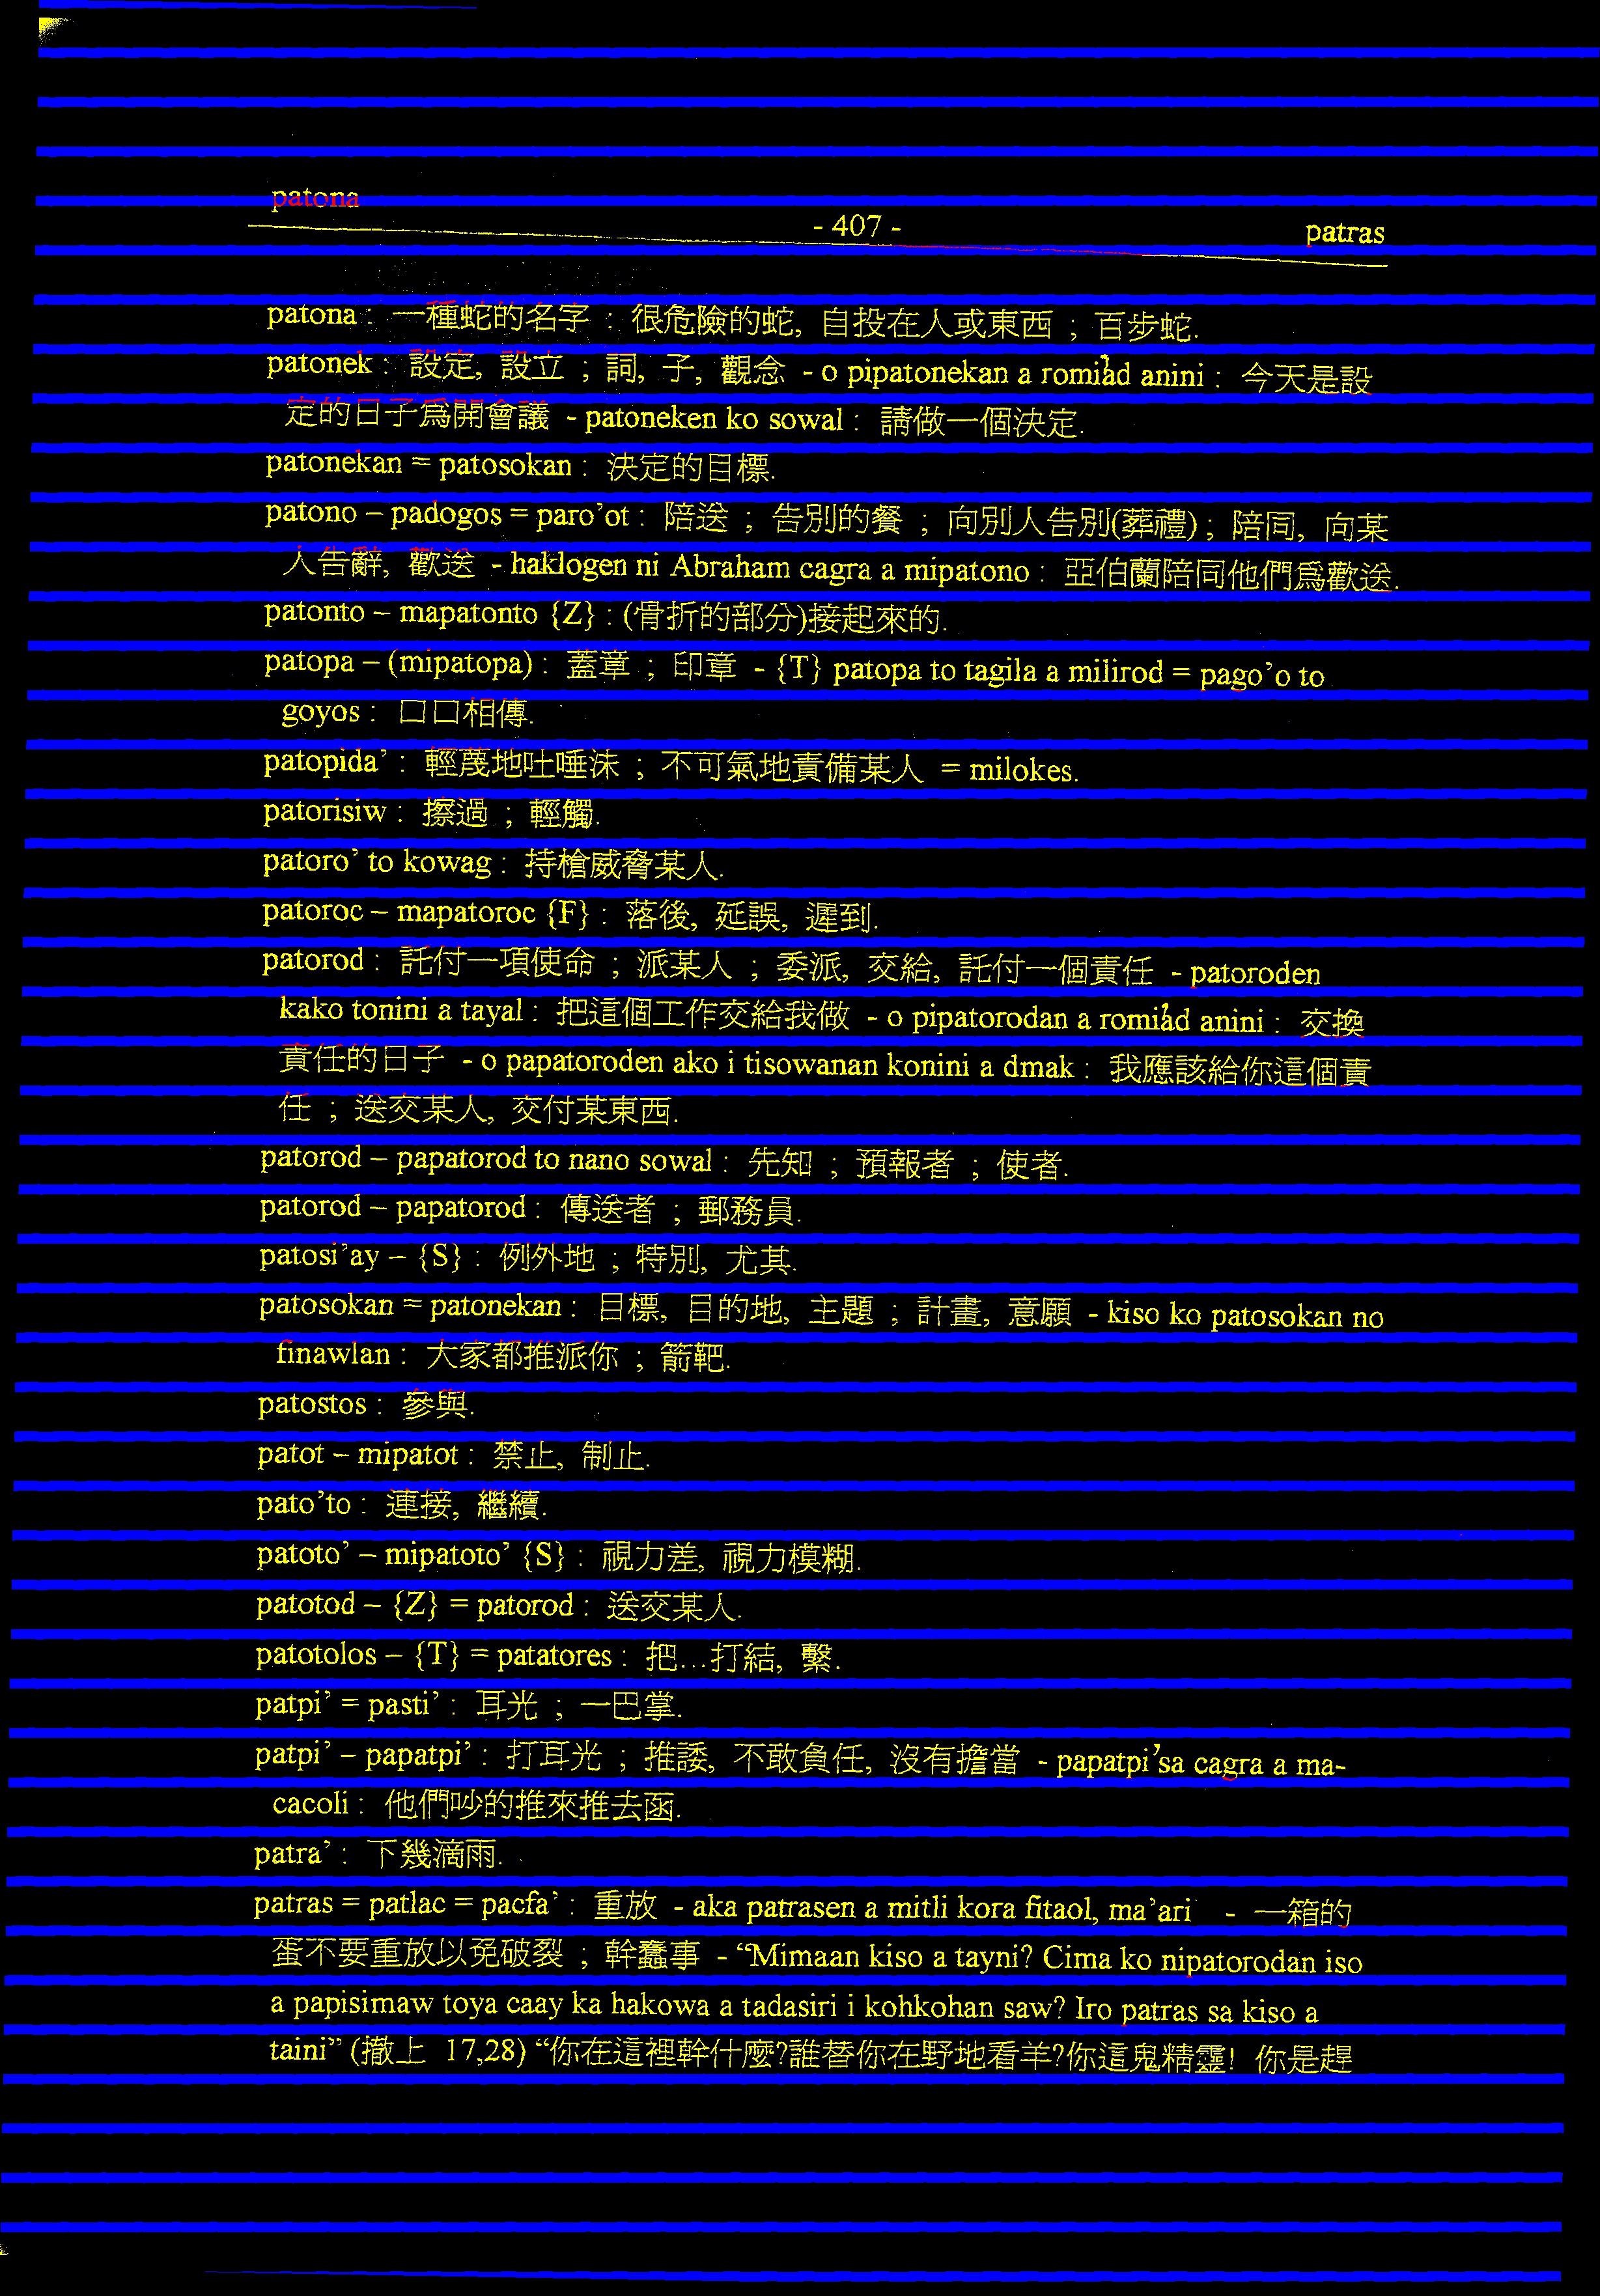 patona
- 407 -
patras
patona : 一種蛇的名字 : 很危險的蛇, 自投在人或東西 ; 百步蛇.
patonek : 設定, 設立 ; 詞, 子, 觀念 - o pipatonekan a romi'ad anini : 今天是設
定的日子爲開會議 - patoneken ko sowal : 請做一個決定.
patonekan = patosokan : 決定的目標.
patono – padogos = paro'ot : 陪送 ; 告別的餐 ; 向別人告別(葬禮) ; 陪同, 向某
人告辭, 歡送 - haklogen ni Abraham cagra a mipatono : 亞伯蘭陪同他們爲歡送.
patonto – mapatonto {Z} : (骨折的部分)接起來的.
patopa – (mipatopa) : 蓋章 ; 印章 - {T} patopa to tagila a milirod = pago'o to
goyos : 口口相傳.
patopida' : 輕蔑地吐唾沫 ; 不可氣地責備某人 = milokes.
patorisiw : 擦過 ; 輕觸.
patoro' to kowag : 持槍威脅某人.
patoroc – mapatoroc {F} : 落後, 延誤, 遲到.
patorod : 託付一項使命 ; 派某人 ; 委派, 交給, 託付一個責任 - patoroden
kako tonini a tayal : 把這個工作交給我做 - o pipatorodan a romi'ad anini : 交換
責任的日子 - o papatoroden ako i tisowanan konini a dmak : 我應該給你這個責
任 ; 送交某人, 交付某東西.
patorod – papatorod to nano sowal : 先知 ; 預報者 ; 使者.
patorod – papatorod : 傳送者 ; 郵務員.
patosi'ay – {S} : 例外地 ; 特別, 尤其.
patosokan = patonekan : 目標, 目的地, 主題 ; 計畫, 意願 - kiso ko patosokan no
finawlan : 大家都推派你 ; 箭靶.
patostos : 參與.
patot – mipatot : 禁止, 制止.
pato'to : 連接, 繼續.
patoto' – mipatoto' {S} : 視力差, 視力模糊.
patotod – {Z} = patorod : 送交某人.
patotolos – {T} = patatores : 把…打結, 繫.
patpi' = pasti' : 耳光 ; 一巴掌.
patpi' – papatpi' : 打耳光 ; 推諉, 不敢負任, 沒有擔當 - papatpi'sa cagra a ma-
cacoli : 他們吵的推來推去函.
patra' : 下幾滴雨.
patras = patlac = pacfa' : 重放 - aka patrasen a mitli kora fitaol, ma'ari - 一箱的
蛋不要重放以免破裂 ; 幹蠢事 - “Mimaan kiso a tayni? Cima ko nipatorodan iso
a papisimaw toya caay ka hakowa a tadasiri i kohkohan saw? Iro patras sa kiso a
taini” (撒上 17,28) “你在這裡幹什麼?誰替你在野地看羊?你這鬼精靈! 你是趕